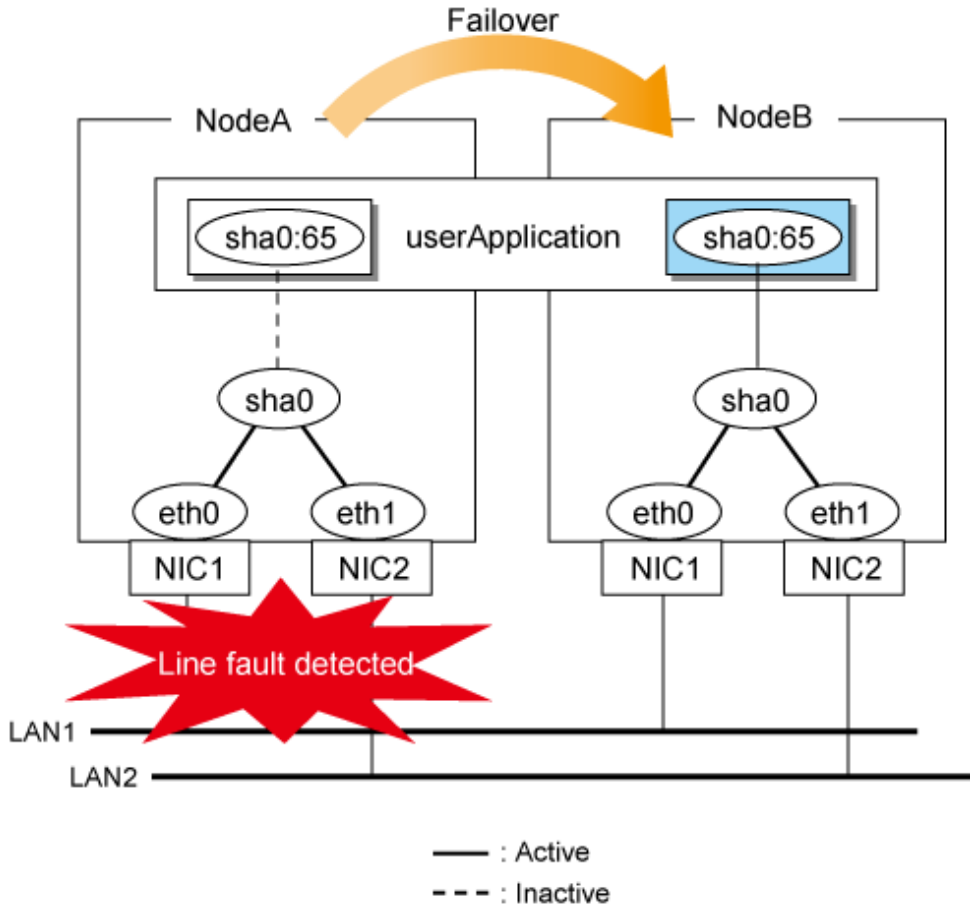 Failover
NodeA
NodeB
sha0:65
userApplication
sha0:65
sha0
sha0
eth0
eth1
eth0
eth1
NIC1
NIC2
NIC1
NIC2
Line fault detected
LAN1
LAN2
: Active
: Inactive